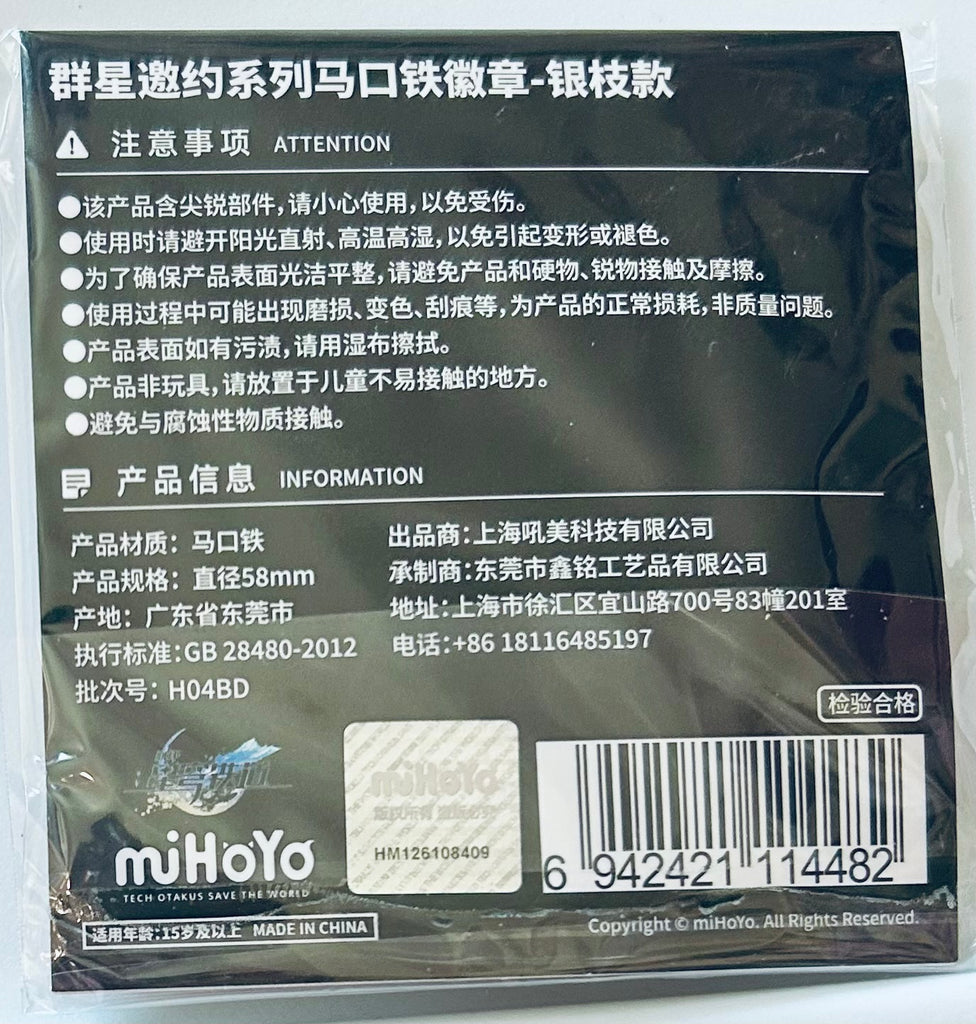 群星邀约系列马口铁徽章-银枝款
注意事项 ATTENTION
●该产品含尖锐部件,请小心使用,以免受伤。
●使用时请避开阳光直射、高温高湿,以免引起变形或褪色。
●为了确保产品表面光洁平整,请避免产品和硬物、锐物接触及摩擦。
●使用过程中可能出现磨损、变色、刮痕等,为产品的正常损耗,非质量问题。
●产品表面如有污渍,请用湿布擦拭。
●产品非玩具,请放置于儿童不易接触的地方。
●避免与腐蚀性物质接触。
产品信息 INFORMATION
产品材质: 马口铁
产品规格: 直径58mm
产地: 广东省东莞市
执行标准:GB 28480-2012
批次号: H04BD
出品商:上海吼美科技有限公司
承制商:东莞市鑫铭工艺品有限公司
地址:上海市徐汇区宜山路700号83幢201室
电话:+86 18116485197
检验合格
崩坏 星穹铁道
miHoYo
TECH OTAKUS SAVE THE WORLD
miHoYo
版权所有 盗版必究
HM126108409
6 942421 114482
适用年龄:15岁及以上 MADE IN CHINA
Copyright © miHoYo. All Rights Reserved.